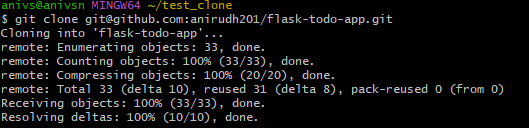 anivs@anivsn MINGW64 ~/test_clone
$ git clone git@github.com:anirudh201/flask-todo-app.git
Cloning into 'flask-todo-app'...
remote: Enumerating objects: 33, done.
remote: Counting objects: 100% (33/33), done.
remote: Compressing objects: 100% (20/20), done.
remote: Total 33 (delta 10), reused 31 (delta 8), pack-reused 0 (from 0)
Receiving objects: 100% (33/33), done.
Resolving deltas: 100% (10/10), done.